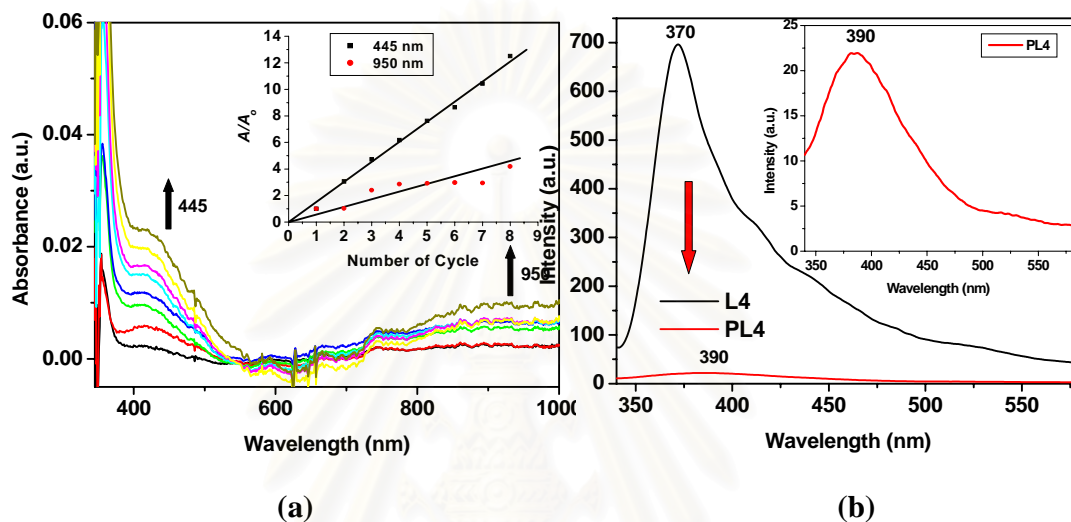 0.06
0.04
0.02
0.00
400
600
800
1000
Absorbance (a.u.)
Wavelength (nm)
445
950
14
12
10
8
6
4
2
0
0 1 2 3 4 5 6 7 8 9
A/Ao
Number of Cycle
445 nm
950 nm
(a)
700
600
500
400
300
200
100
0
350 400 450 500 550
Intensity (a.u.)
Wavelength (nm)
370
L4
PL4
390
25
20
15
10
5
0
350 400 450 500 550
Intensity (a.u.)
Wavelength (nm)
390
PL4
(b)